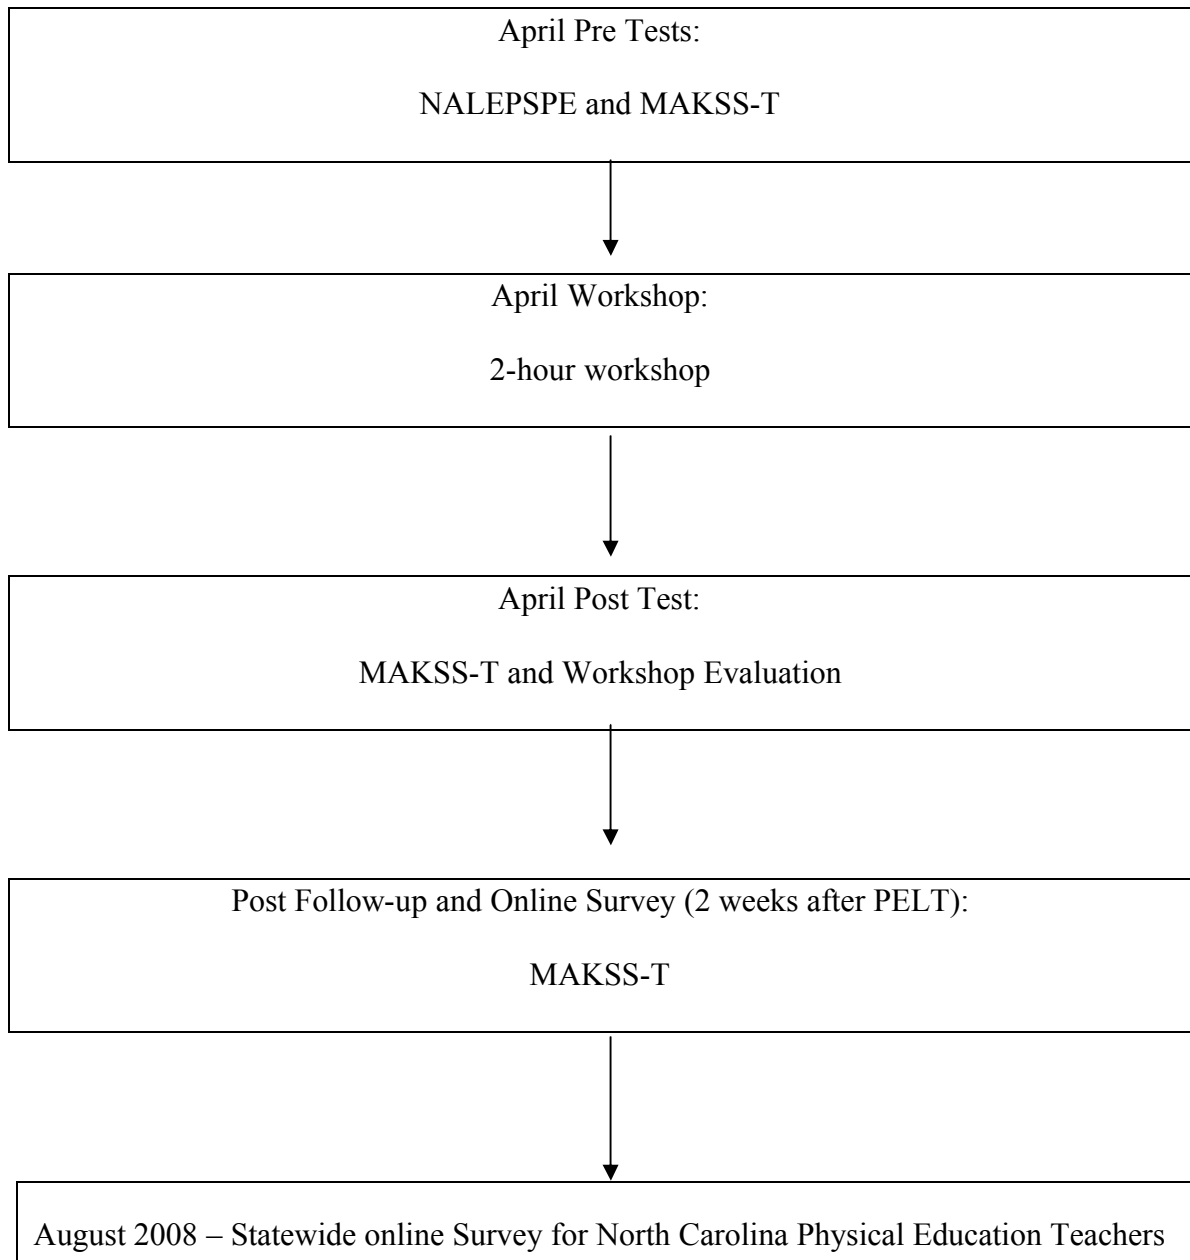 April Pre Tests:
NALEPSPE and MAKSS-T
April Workshop:
2-hour workshop
April Post Test:
MAKSS-T and Workshop Evaluation
Post Follow-up and Online Survey (2 weeks after PELT):
MAKSS-T
August 2008 – Statewide online Survey for North Carolina Physical Education Teachers